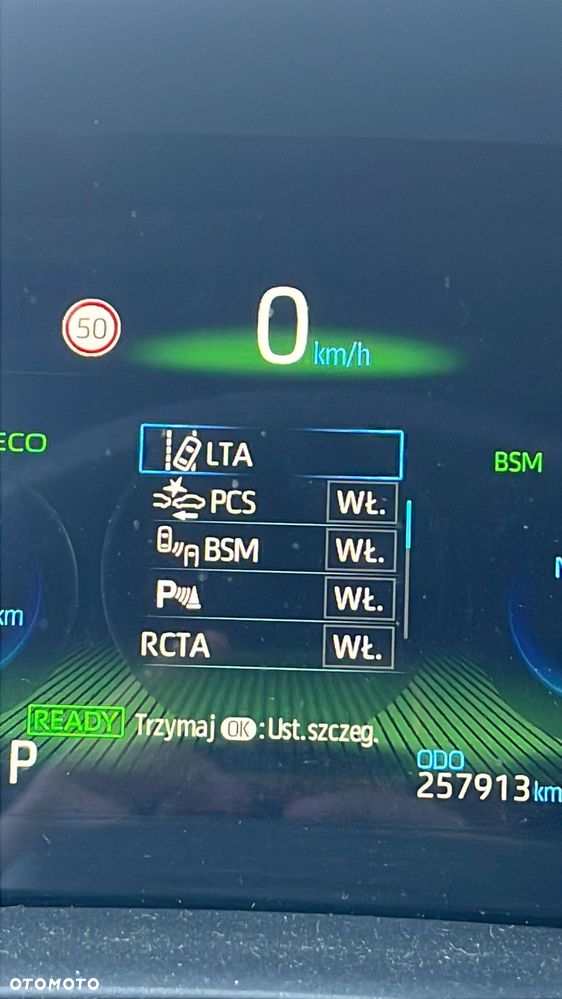 50
0 km/h
ECO
BSM
LTA
PCS WŁ.
BSM WŁ.
P WŁ.
RCTA WŁ.
km
READY Trzymaj OK : Ust. szczeg.
P
ODO
257913 km
OTOMOTO